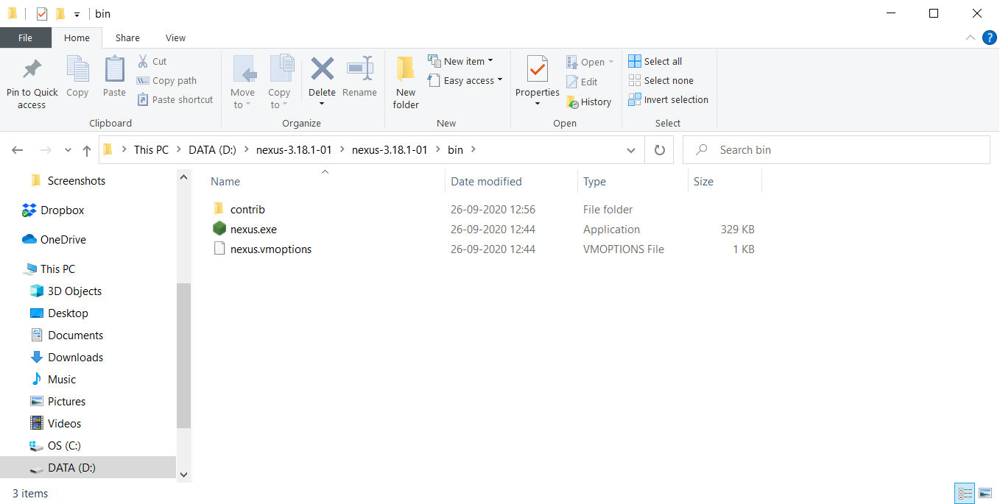 bin
File Home Share View
Pin to Quick access
Copy
Paste
Cut
Copy path
Paste shortcut
Clipboard
Move to
Copy to
Delete
Rename
Organize
New folder
New item
Easy access
New
Properties
Open
Edit
History
Open
Select all
Select none
Invert selection
Select
This PC DATA (D:) nexus-3.18.1-01 nexus-3.18.1-01 bin
Search bin
Screenshots
Dropbox
OneDrive
This PC
3D Objects
Desktop
Documents
Downloads
Music
Pictures
Videos
OS (C:)
DATA (D:)
Name Date modified Type Size
contrib 26-09-2020 12:56 File folder
nexus.exe 26-09-2020 12:44 Application 329 KB
nexus.vmoptions 26-09-2020 12:44 VMOPTIONS File 1 KB
3 items